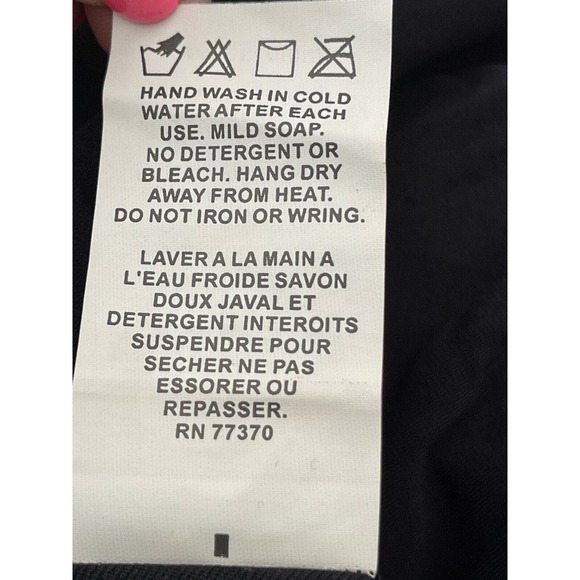 HAND WASH IN COLD
WATER AFTER EACH
USE. MILD SOAP.
NO DETERGENT OR
BLEACH. HANG DRY
AWAY FROM HEAT.
DO NOT IRON OR WRING.
LAVER A LA MAIN A
L'EAU FROIDE SAVON
DOUX JAVAL ET
DETERGENT INTEROITS
SUSPENDRE POUR
SECHER NE PAS
ESSORER OU
REPASSER.
RN 77370